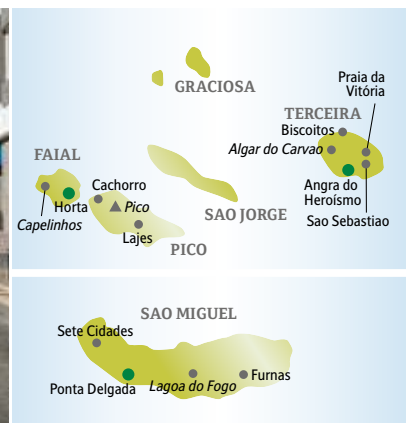 GRACIOSA
Praia da
Vitória
TERCEIRA
Biscoitos
Algar do Carvao
Angra do
Heroísmo
Sao Sebastiao
FAIAL
Cachorro
Horta
Pico
Capelinhos
Lajes
SAO JORGE
PICO
SAO MIGUEL
Sete Cidades
Ponta Delgada
Lagoa do Fogo
Furnas